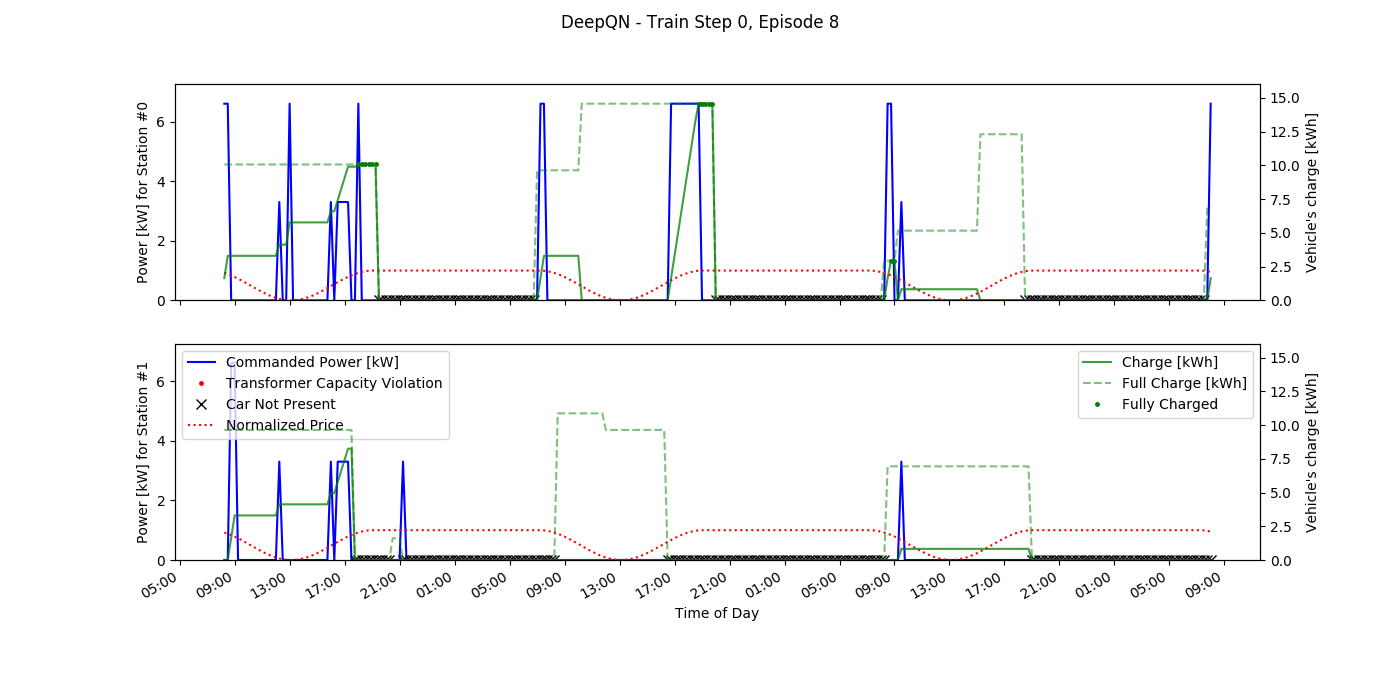 DeepQN - Train Step 0, Episode 8
Power [kW] for Station #0
6
4
2
0
15.0
12.5
10.0
7.5
5.0
2.5
0.0
Vehicle's charge [kWh]
Power [kW] for Station #1
6
4
2
0
Commanded Power [kW]
Transformer Capacity Violation
Car Not Present
Normalized Price
Charge [kWh]
Full Charge [kWh]
Fully Charged
15.0
12.5
10.0
7.5
5.0
2.5
0.0
Vehicle's charge [kWh]
05:00 09:00 13:00 17:00 21:00 01:00 05:00 09:00 13:00 17:00 21:00 01:00 05:00 09:00 13:00 17:00 21:00 01:00 05:00 09:00
Time of Day